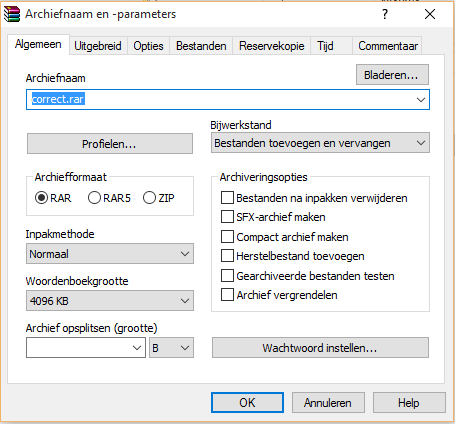 Archiefnaam en -parameters
Algemeen Uitgebreid Opties Bestanden Reservekopie Tijd Commentaar
Archiefnaam
Bladeren...
correct.rar
Profielen...
Bijwerkstand
Bestanden toevoegen en vervangen
Archiefformaat
RAR RAR5 ZIP
Inpakmethode
Normaal
Woordenboekgrootte
4096 KB
Archief opsplitsen (grootte)
B
Archiveringsopties
Bestanden na inpakken verwijderen
SFX-archief maken
Compact archief maken
Herstelbestand toevoegen
Gearchiveerde bestanden testen
Archief vergrendelen
Wachtwoord instellen...
OK Annuleren Help